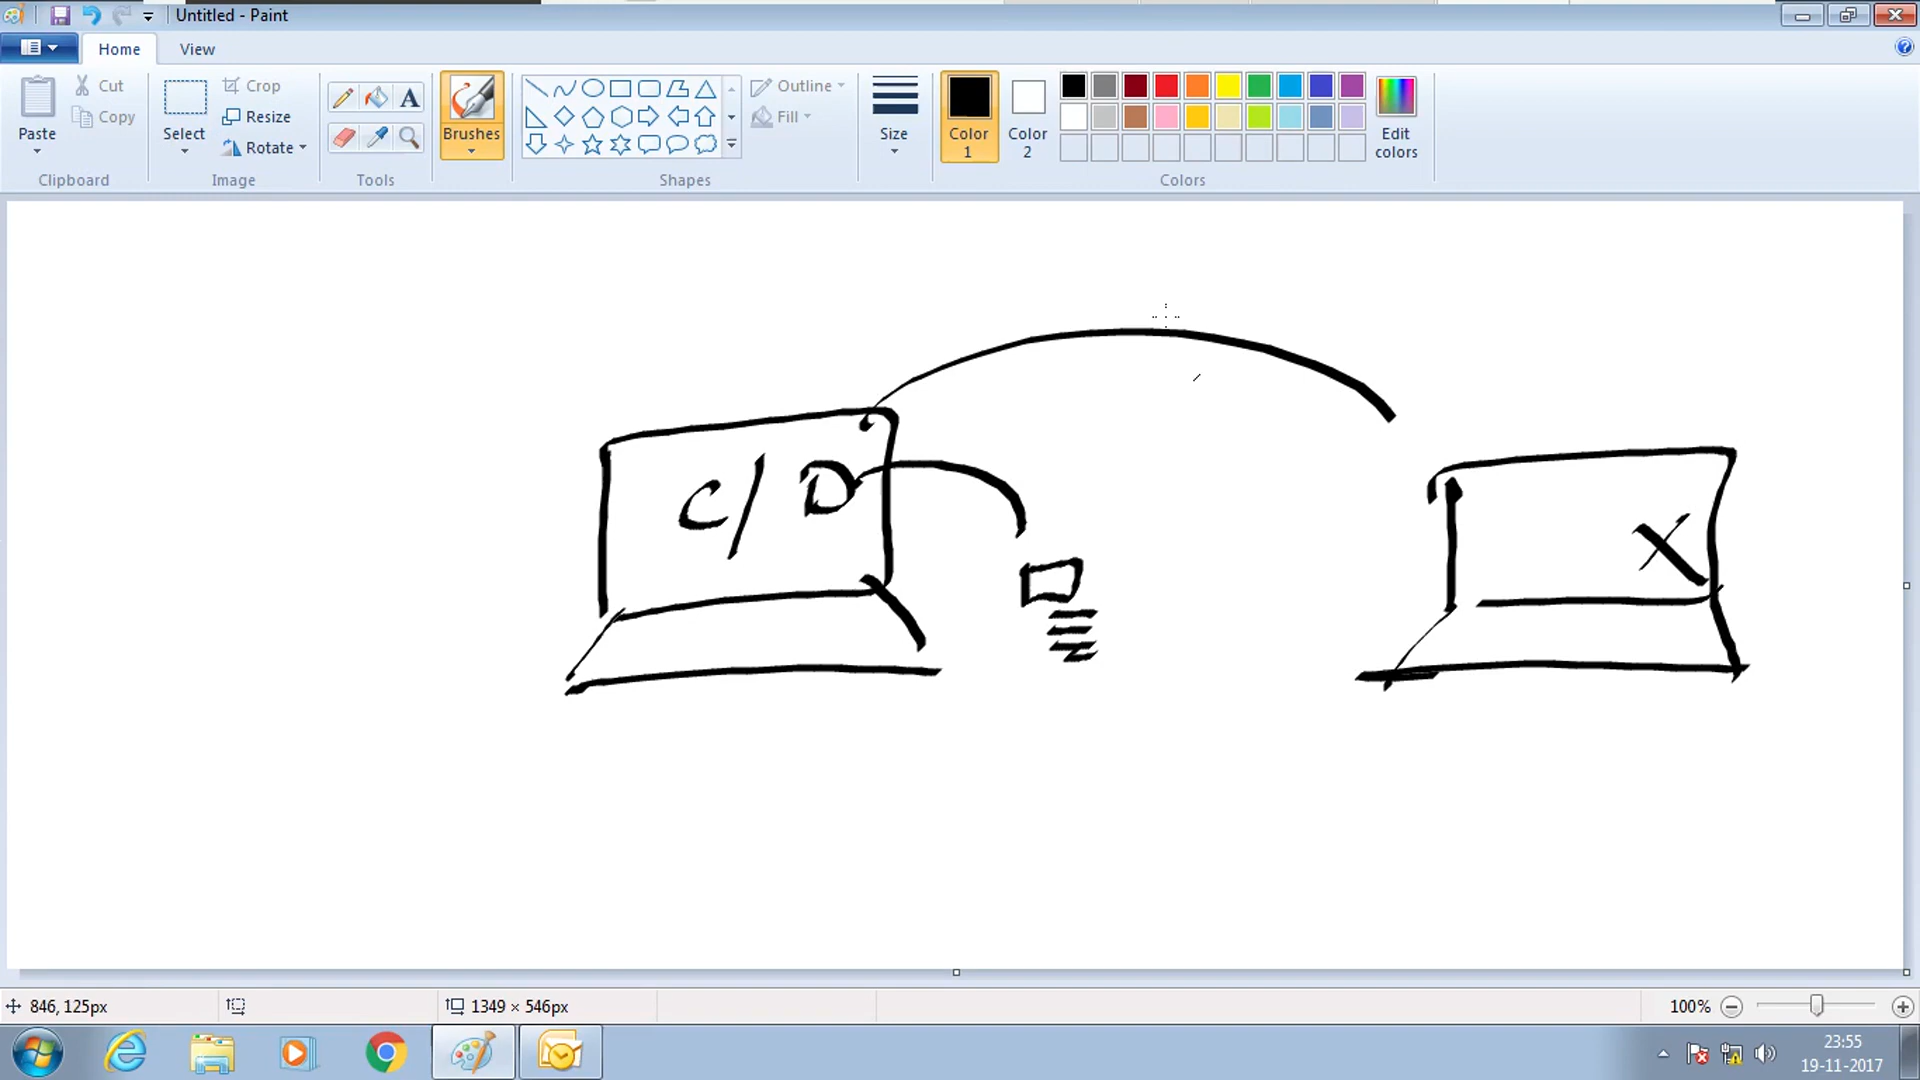 Untitled - Paint
Home View
Paste
Cut
Copy
Clipboard
Select
Crop
Resize
Rotate
Image
A
Tools
Brushes
Outline
Fill
Shapes
Size
Color 1
Color 2
Edit colors
Colors
C/D
X
846, 125px
1349 × 546px
100%
23:55
19-11-2017